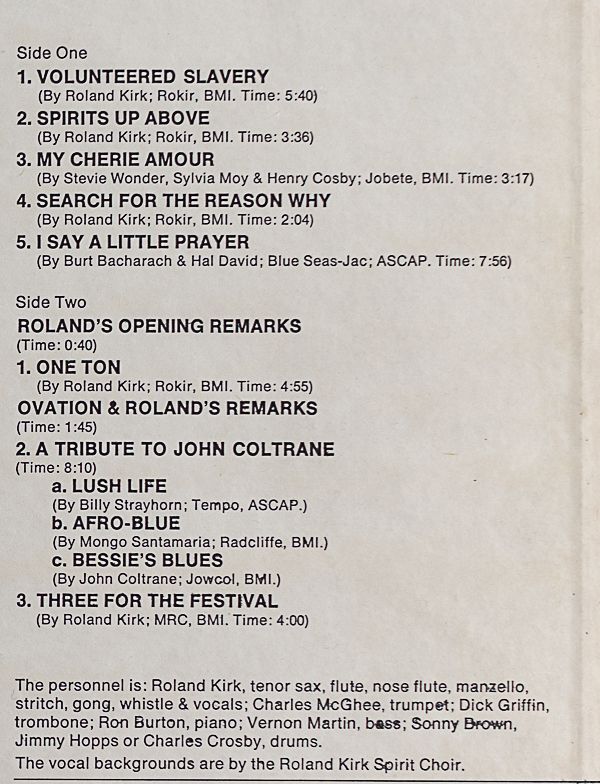 Side One
1. VOLUNTEERED SLAVERY
(By Roland Kirk; Rokir, BMI. Time: 5:40)
2. SPIRITS UP ABOVE
(By Roland Kirk; Rokir, BMI. Time: 3:36)
3. MY CHERIE AMOUR
(By Stevie Wonder, Sylvia Moy & Henry Cosby; Jobete, BMI. Time: 3:17)
4. SEARCH FOR THE REASON WHY
(By Roland Kirk; Rokir, BMI. Time: 2:04)
5. I SAY A LITTLE PRAYER
(By Burt Bacharach & Hal David; Blue Seas-Jac; ASCAP. Time: 7:56)
Side Two
ROLAND'S OPENING REMARKS
(Time: 0:40)
1. ONE TON
(By Roland Kirk; Rokir, BMI. Time: 4:55)
OVATION & ROLAND'S REMARKS
(Time: 1:45)
2. A TRIBUTE TO JOHN COLTRANE
(Time: 8:10)
a. LUSH LIFE
(By Billy Strayhorn; Tempo, ASCAP.)
b. AFRO-BLUE
(By Mongo Santamaria; Radcliffe, BMI.)
c. BESSIE'S BLUES
(By John Coltrane; Jowcol, BMI.)
3. THREE FOR THE FESTIVAL
(By Roland Kirk; MRC, BMI. Time: 4:00)
The personnel is: Roland Kirk, tenor sax, flute, nose flute, manzello,
stritch, gong, whistle & vocals; Charles McGhee, trumpet; Dick Griffin,
trombone; Ron Burton, piano; Vernon Martin, bass; Sonny Brown,
Jimmy Hopps or Charles Crosby, drums.
The vocal backgrounds are by the Roland Kirk Spirit Choir.